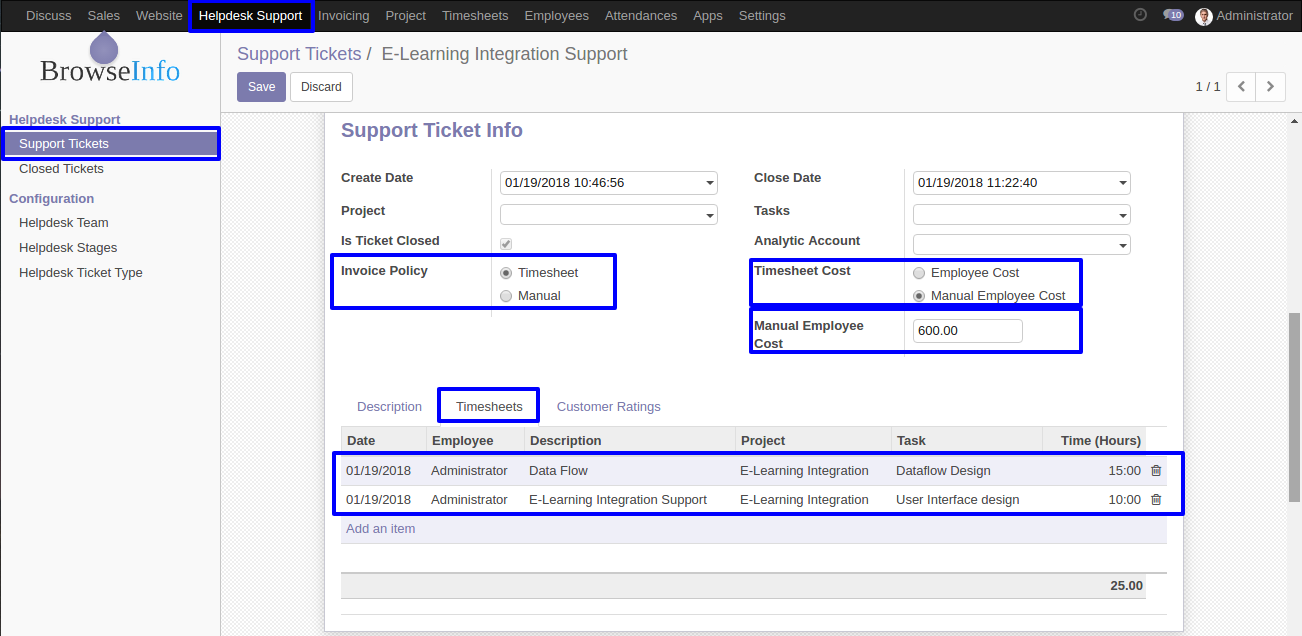 Discuss Sales Website Helpdesk Support Invoicing Project Timesheets Employees Attendances Apps Settings 10 Administrator
BrowseInfo
Support Tickets / E-Learning Integration Support
Save Discard 1 / 1
Helpdesk Support
Support Tickets
Closed Tickets
Configuration
Helpdesk Team
Helpdesk Stages
Helpdesk Ticket Type
Support Ticket Info
Create Date 01/19/2018 10:46:56 Close Date 01/19/2018 11:22:40
Project Tasks
Is Ticket Closed Analytic Account
Invoice Policy Timesheet Timesheet Cost Employee Cost
Manual Manual Employee Cost
Manual Employee 600.00
Cost
Description Timesheets Customer Ratings
Date Employee Description Project Task Time (Hours)
01/19/2018 Administrator Data Flow E-Learning Integration Dataflow Design 15:00
01/19/2018 Administrator E-Learning Integration Support E-Learning Integration User Interface design 10:00
Add an item
25.00